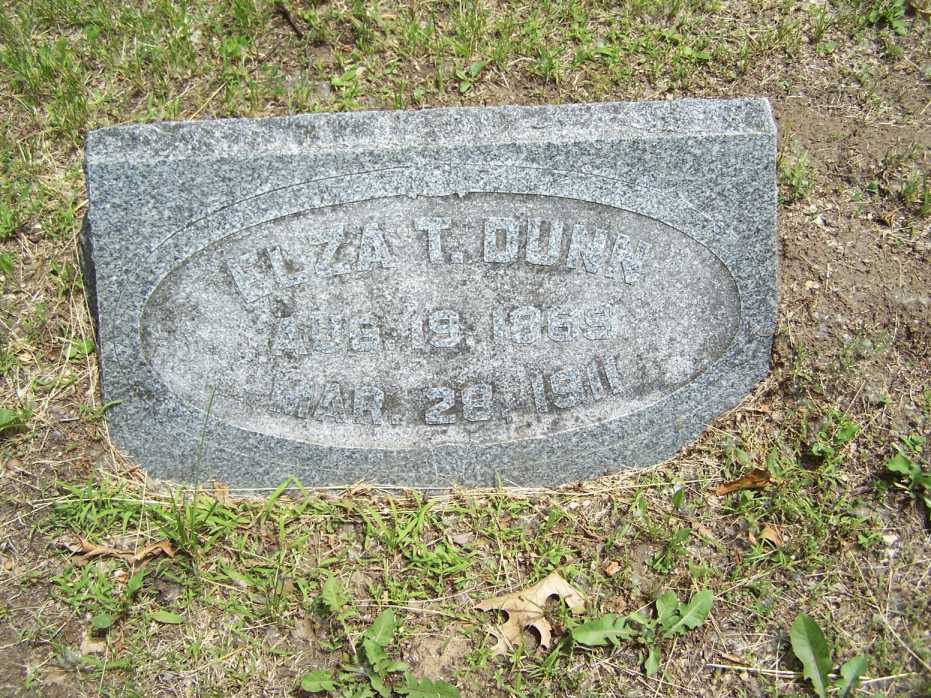 ELZA T. DUNN
AUG. 19. 1869
MAR. 28. 1911